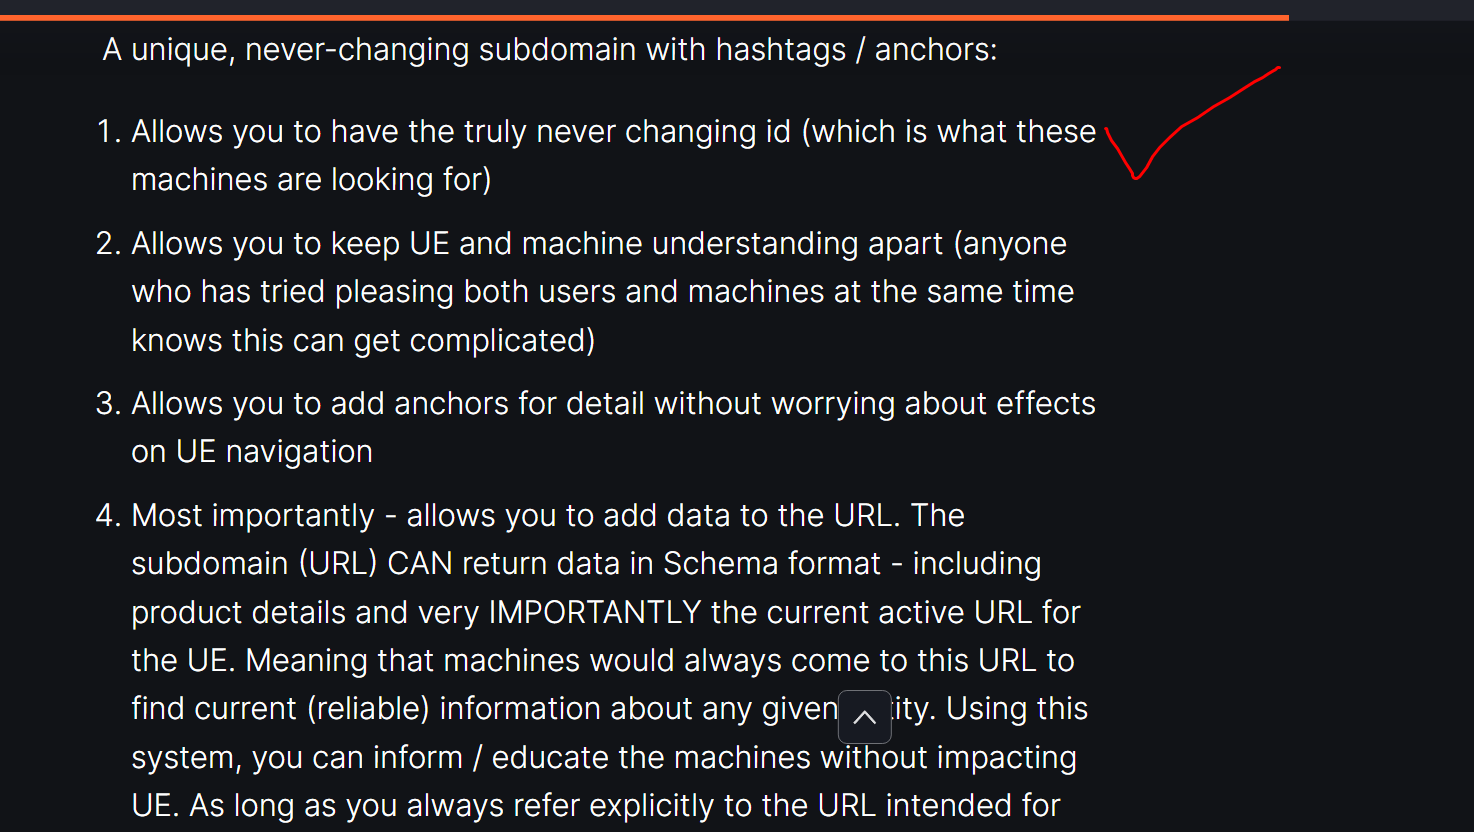 A unique, never-changing subdomain with hashtags / anchors:
1. Allows you to have the truly never changing id (which is what these
machines are looking for)
2. Allows you to keep UE and machine understanding apart (anyone
who has tried pleasing both users and machines at the same time
knows this can get complicated)
3. Allows you to add anchors for detail without worrying about effects
on UE navigation
4. Most importantly - allows you to add data to the URL. The
subdomain (URL) CAN return data in Schema format - including
product details and very IMPORTANTLY the current active URL for
the UE. Meaning that machines would always come to this URL to
find current (reliable) information about any given ity. Using this
system, you can inform / educate the machines without impacting
UE. As long as you always refer explicitly to the URL intended for